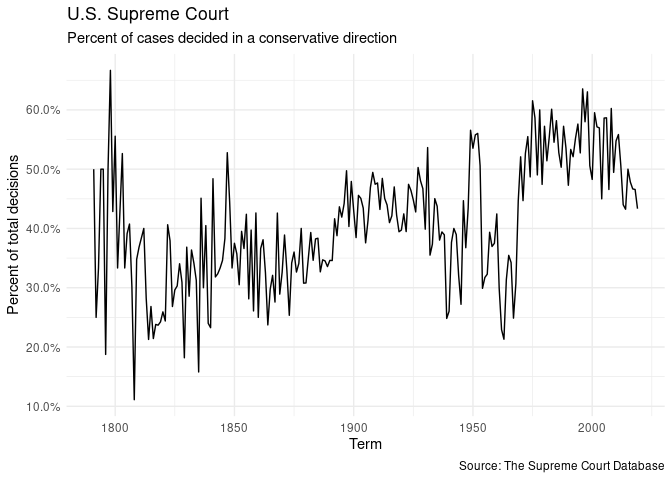 U.S. Supreme Court
Percent of cases decided in a conservative direction
Percent of total decisions
60.0%
50.0%
40.0%
30.0%
20.0%
10.0%
1800
1850
1900
1950
2000
Term
Source: The Supreme Court Database